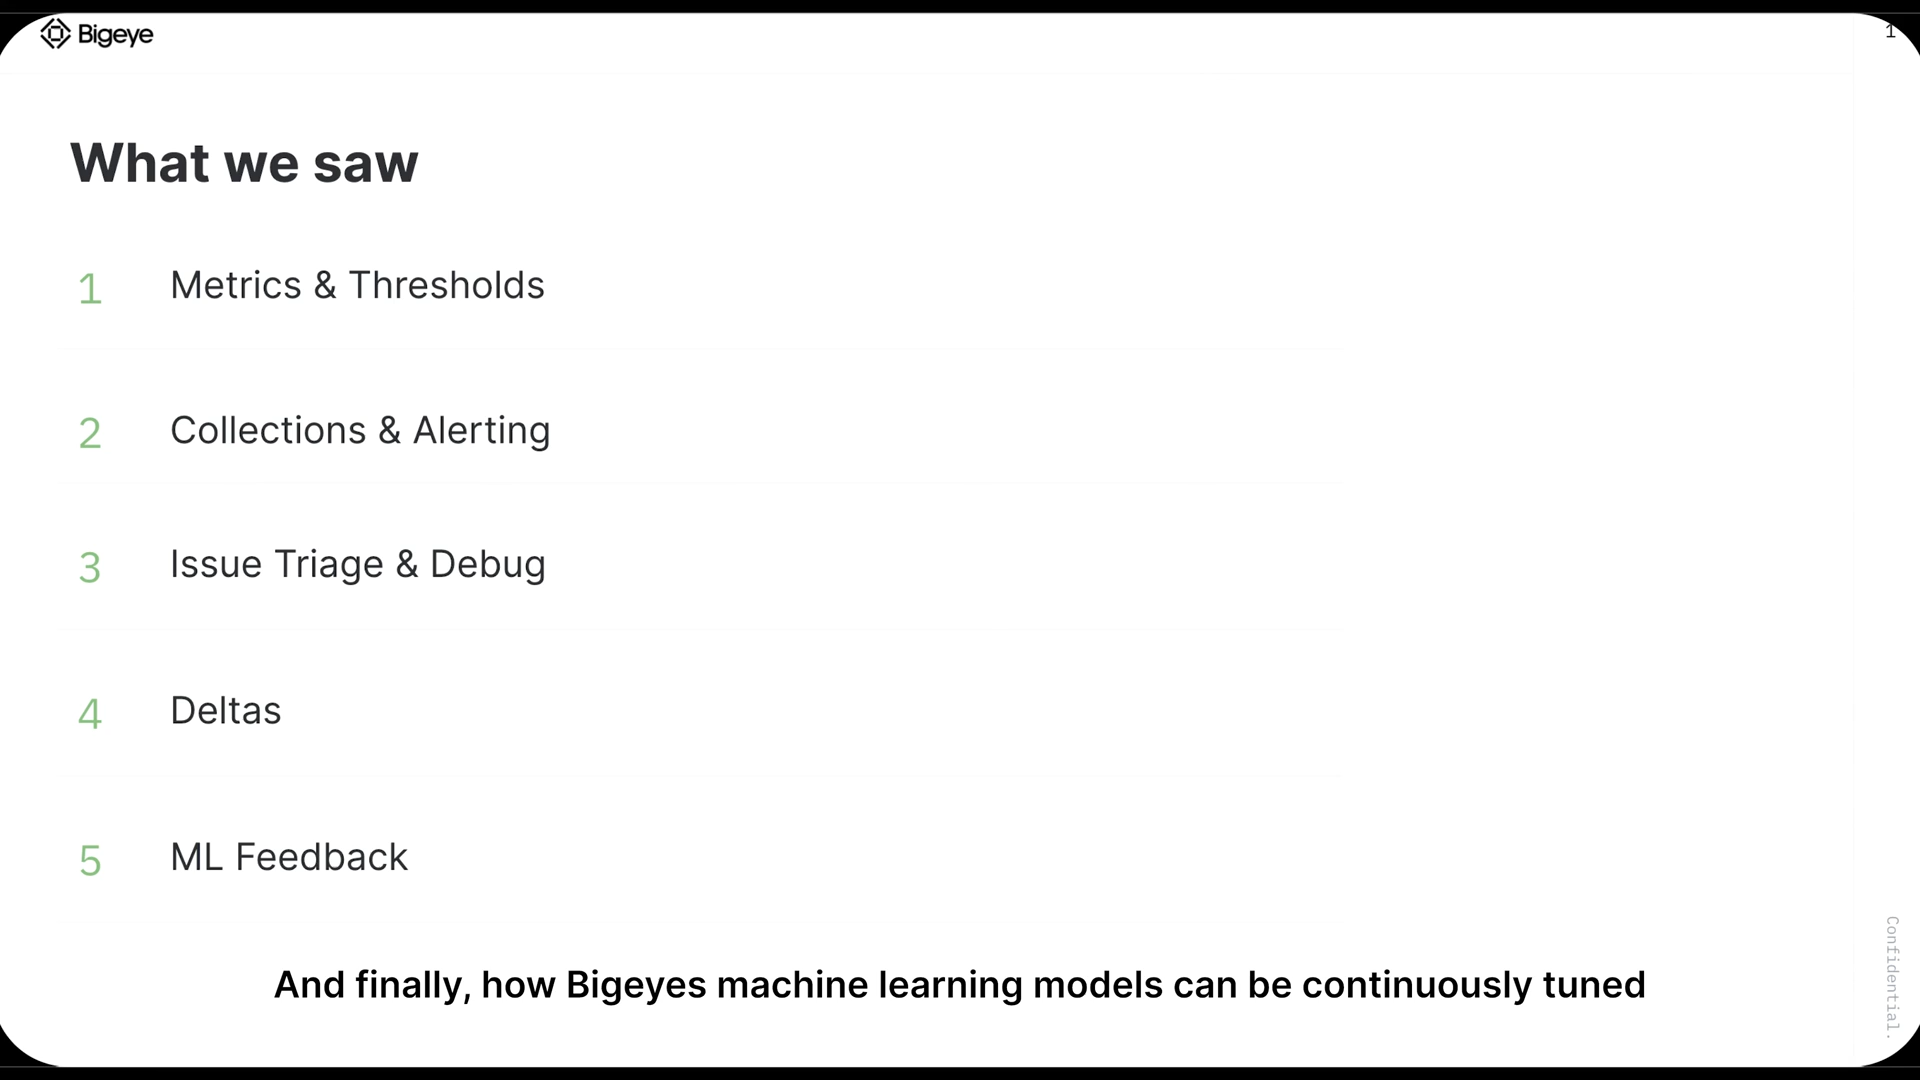 Bigeye
1
What we saw
1 Metrics & Thresholds
2 Collections & Alerting
3 Issue Triage & Debug
4 Deltas
5 ML Feedback
And finally, how Bigeyes machine learning models can be continuously tuned
Confidential.